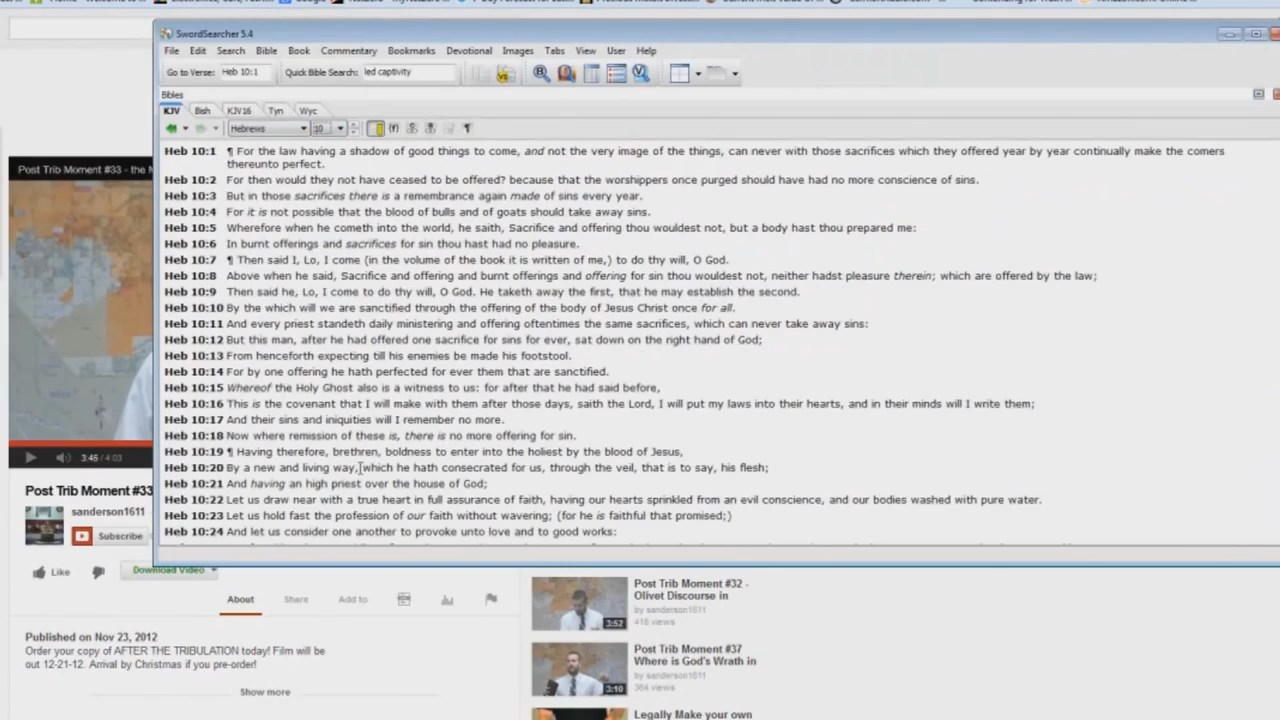 SwordSearcher 5.4
File Edit Search Bible Book Commentary Bookmarks Devotional Images Tabs View User Help
Go to Verse: Heb 10:1 Quick Bible Search: led captivity
Bibles
KJV Bish KJV16 Tyn Wyc
Hebrews 10
Heb 10:1 ¶ For the law having a shadow of good things to come, and not the very image of the things, can never with those sacrifices which they offered year by year continually make the comers
thereunto perfect.
Heb 10:2 For then would they not have ceased to be offered? because that the worshippers once purged should have had no more conscience of sins.
Heb 10:3 But in those sacrifices there is a remembrance again made of sins every year.
Heb 10:4 For it is not possible that the blood of bulls and of goats should take away sins.
Heb 10:5 Wherefore when he cometh into the world, he saith, Sacrifice and offering thou wouldest not, but a body hast thou prepared me:
Heb 10:6 In burnt offerings and sacrifices for sin thou hast had no pleasure.
Heb 10:7 ¶ Then said I, Lo, I come (in the volume of the book it is written of me,) to do thy will, O God.
Heb 10:8 Above when he said, Sacrifice and offering and burnt offerings and offering for sin thou wouldest not, neither hadst pleasure therein; which are offered by the law;
Heb 10:9 Then said he, Lo, I come to do thy will, O God. He taketh away the first, that he may establish the second.
Heb 10:10 By the which will we are sanctified through the offering of the body of Jesus Christ once for all.
Heb 10:11 And every priest standeth daily ministering and offering oftentimes the same sacrifices, which can never take away sins:
Heb 10:12 But this man, after he had offered one sacrifice for sins for ever, sat down on the right hand of God;
Heb 10:13 From henceforth expecting till his enemies be made his footstool.
Heb 10:14 For by one offering he hath perfected for ever them that are sanctified.
Heb 10:15 Whereof the Holy Ghost also is a witness to us: for after that he had said before,
Heb 10:16 This is the covenant that I will make with them after those days, saith the Lord, I will put my laws into their hearts, and in their minds will I write them;
Heb 10:17 And their sins and iniquities will I remember no more.
Heb 10:18 Now where remission of these is, there is no more offering for sin.
Heb 10:19 ¶ Having therefore, brethren, boldness to enter into the holiest by the blood of Jesus,
Heb 10:20 By a new and living way, which he hath consecrated for us, through the veil, that is to say, his flesh;
Heb 10:21 And having an high priest over the house of God;
Heb 10:22 Let us draw near with a true heart in full assurance of faith, having our hearts sprinkled from an evil conscience, and our bodies washed with pure water.
Heb 10:23 Let us hold fast the profession of our faith without wavering; (for he is faithful that promised;)
Heb 10:24 And let us consider one another to provoke unto love and to good works:
Post Trib Moment #33 - the
3:45 / 4:03
Post Trib Moment #33
sanderson1611
Subscribe
Like
Download Video
About Share Add to
Published on Nov 23, 2012
Order your copy of AFTER THE TRIBULATION today! Film will be
out 12-21-12. Arrival by Christmas if you pre-order!
Show more
Post Trib Moment #32 -
Olivet Discourse in
by sanderson1611
418 views
3:52
Post Trib Moment #37
Where is God's Wrath in
by sanderson1611
364 views
3:10
Legally Make your own